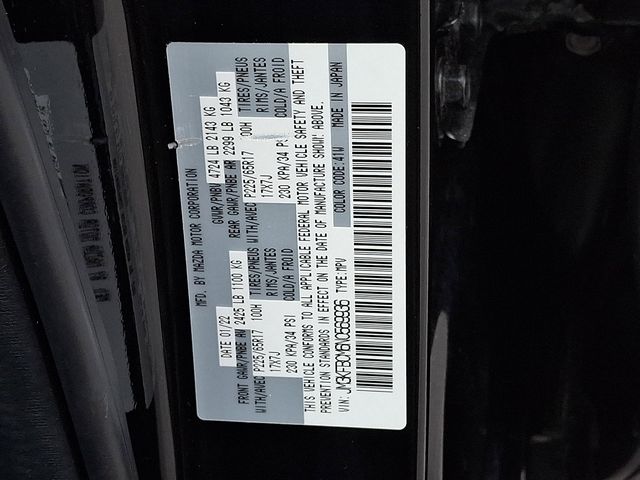 MFD. BY MAZDA MOTOR CORPORATION
DATE 01/22 GVWR/PNBV 4724 LB 2143 KG
FRONT GAWR/PNBE AV 2425 LB 1100 KG REAR GAWR/PNBE AR 2299 LB 1043 KG
WITH/AVEC P225/65R17 100H TIRES/PNEUS WITH/AVEC P225/65R17 100H TIRES/PNEUS
17X7J RIMS/JANTES 17X7J RIMS/JANTES
230 KPA/34 PSI COLD/A FROID 230 KPA/34 PSI COLD/A FROID
THIS VEHICLE CONFORMS TO ALL APPLICABLE FEDERAL MOTOR VEHICLE SAFETY AND THEFT
PREVENTION STANDARDS IN EFFECT ON THE DATE OF MANUFACTURE SHOWN ABOVE.
VIN: TYPE:MPV COLOR CODE:41W MADE IN JAPAN